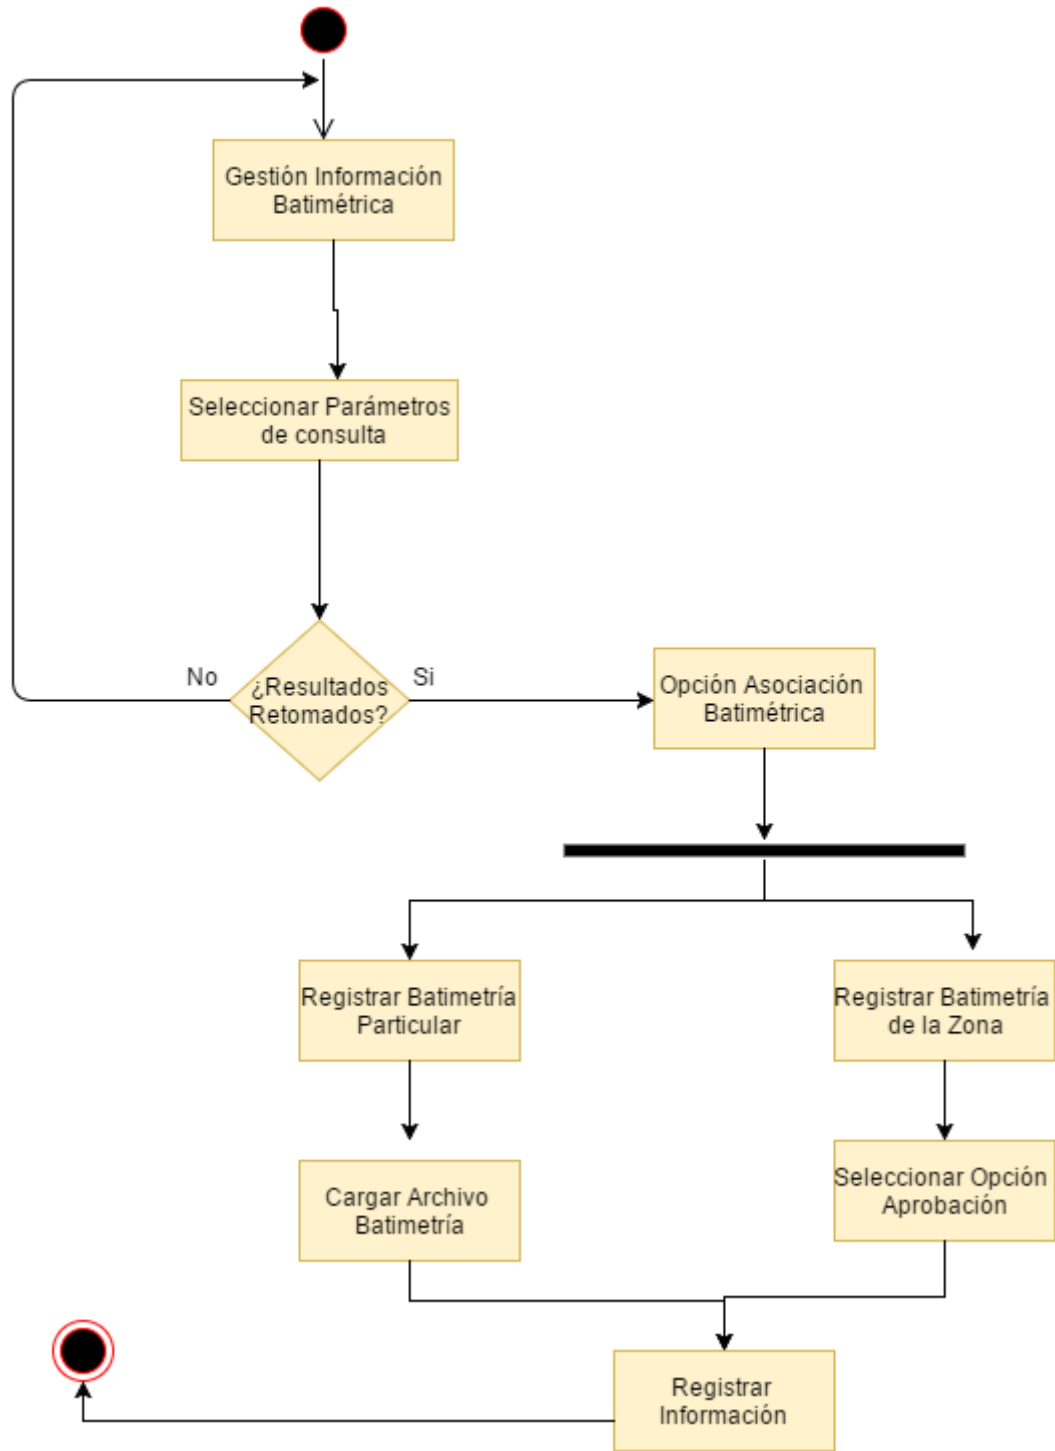 Gestión Información
Batimétrica
Seleccionar Parámetros
de consulta
No
¿Resultados
Retomados?
Si
Opción Asociación
Batimétrica
Registrar Batimetría
Particular
Registrar Batimetría
de la Zona
Cargar Archivo
Batimetría
Seleccionar Opción
Aprobación
Registrar
Información